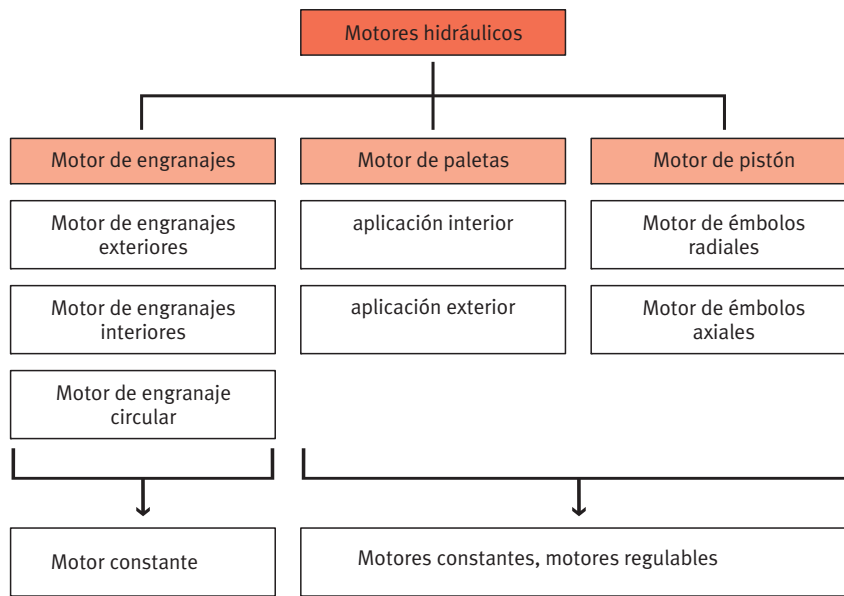 Motores hidráulicos
Motor de engranajes
Motor de paletas
Motor de pistón
Motor de engranajes
exteriores
aplicación interior
Motor de émbolos
radiales
Motor de engranajes
interiores
aplicación exterior
Motor de émbolos
axiales
Motor de engranaje
circular
Motor constante
Motores constantes, motores regulables